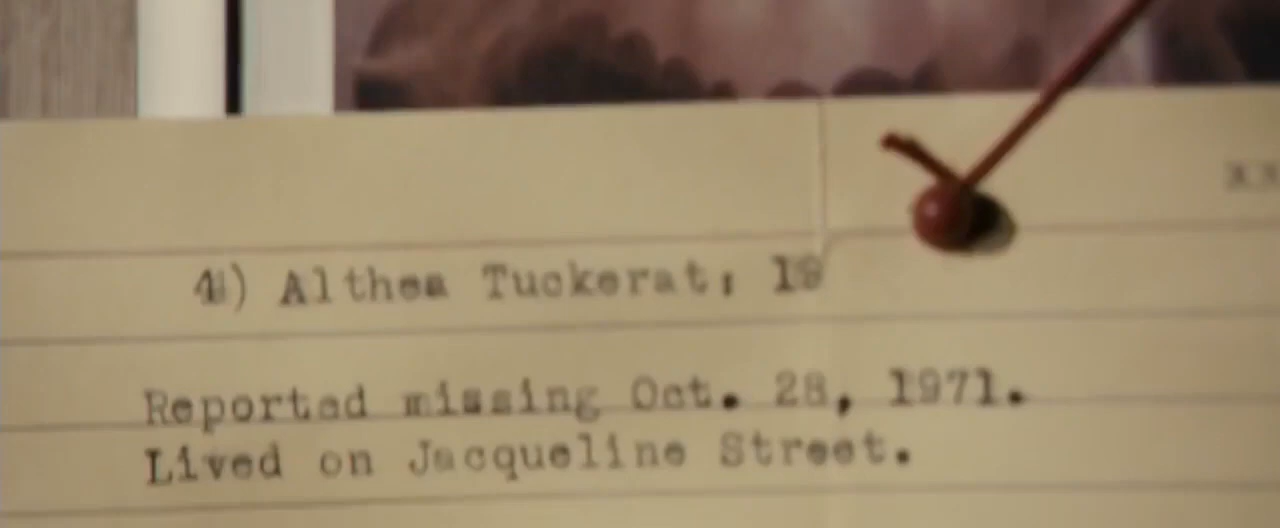 4) Althea Tuckerat; 19
Reported missing Oct. 28, 1971.
Lived on Jacqueline Street.